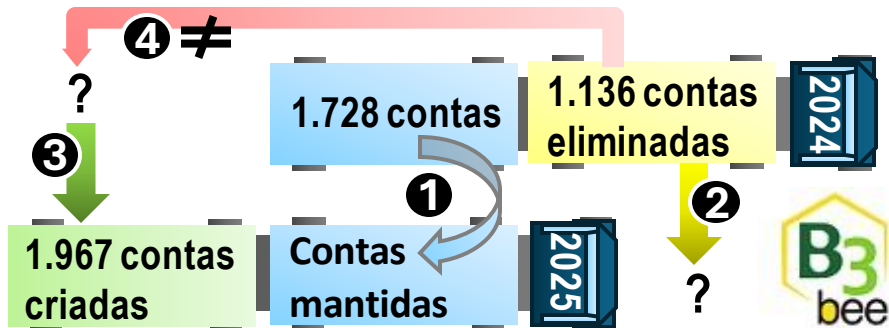 4 ≠
?
1.728 contas
1.136 contas
eliminadas
2024
3
1
2
1.967 contas
criadas
Contas
mantidas
2025
?
B3
bee